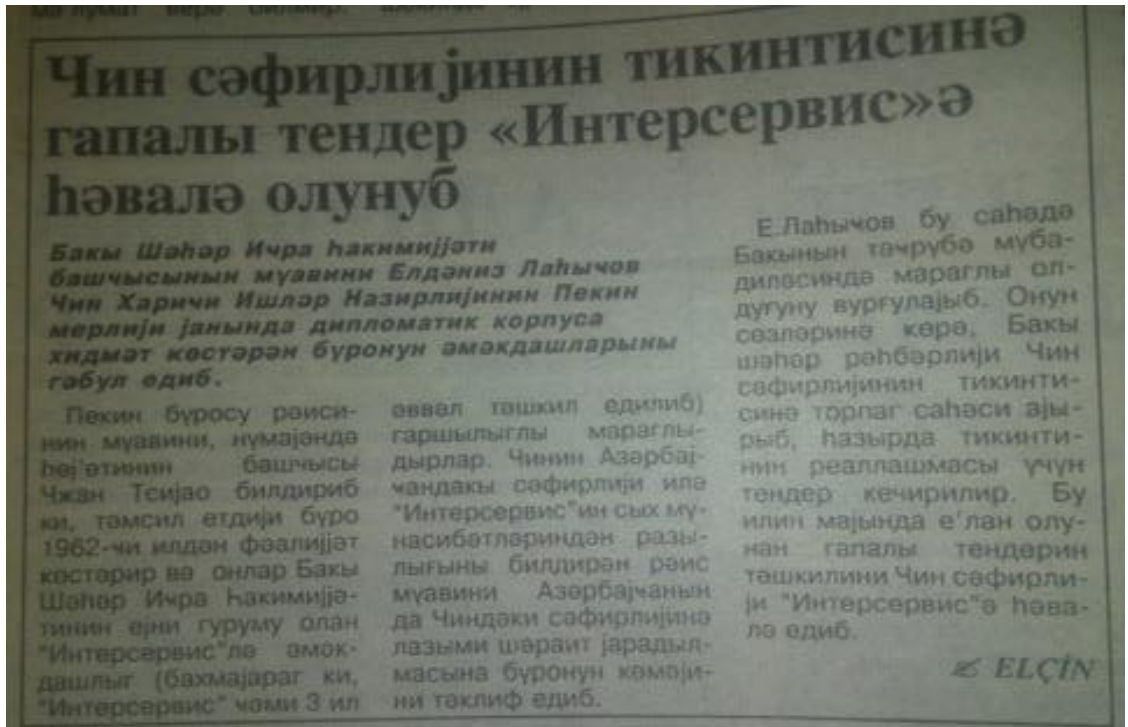 мә'лумат верә билмир.
Чин сәфирлијинин тикинтисинә
гапалы тендер «Интерсервис»ә
һәвалә олунуб
Бакы Шәһәр Ичра Һакимијјәти
башчысынын мүавини Елдәниз Лаһычов
Чин Харичи Ишләр Назирлијинин Пекин
мерлији јанында дипломатик корпуса
хидмәт көстәрән бүронун әмәкдашларыны
гәбул едиб.
Пекин бүросу рәиси-
нин мүавини, нүмајәндә
һеј'әтинин башчысы
Чжан Тсијао билдириб
ки, тәмсил етдији бүро
1962-чи илдән фәалијјәт
көстәрир вә онлар Бакы
Шәһәр Ичра Һакимијјә-
тинин ејни гуруму олан
"Интерсервис"лә әмәк-
дашлыг (бахмајараг ки,
"Интерсервис" чәми 3 ил
әввәл тәшкил едилиб)
гаршылыглы мараглы-
дырлар. Чинин Азәрбај-
чандакы сәфирлији илә
"Интерсервис"ин сых мү-
насибәтләриндән разы-
лығыны билдирән рәис
мүавини Азәрбајчанын
да Чиндәки сәфирлијинә
лазыми шәраит јарадыл-
масына бүронун көмәји-
ни тәклиф едиб.
Е.Лаһычов бу саһәдә
Бакынын тәчрүбә мүба-
диләсиндә мараглы ол-
дуғуну вурғулајыб. Онун
сөзләринә көрә, Бакы
шәһәр рәһбәрлији Чин
сәфирлијинин тикинти-
синә торпаг саһәси ајы-
рыб, һазырда тикинти-
нин реаллашмасы үчүн
тендер кечирилир. Бу
илин мајында е'лан олу-
нан гапалы тендерин
тәшкилини Чин сәфирли-
ји "Интерсервис"ә һәва-
лә едиб.
ELÇİN